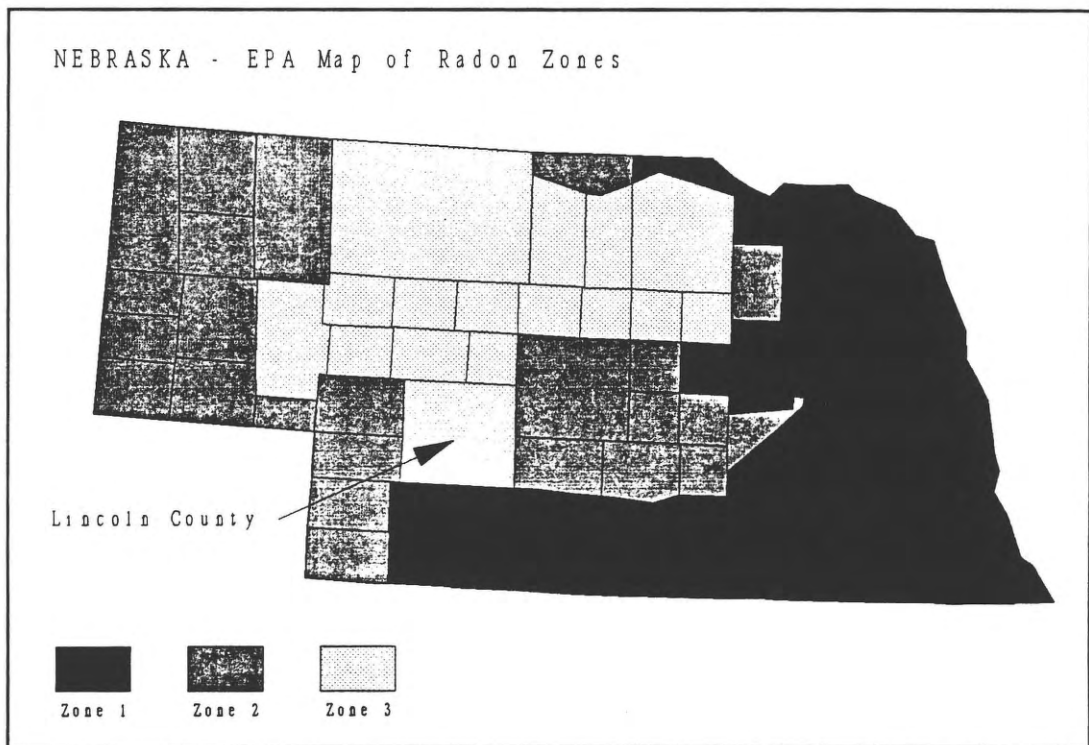 NEBRASKA - EPA Map of Radon Zones
Lincoln County
Zone 1
Zone 2
Zone 3